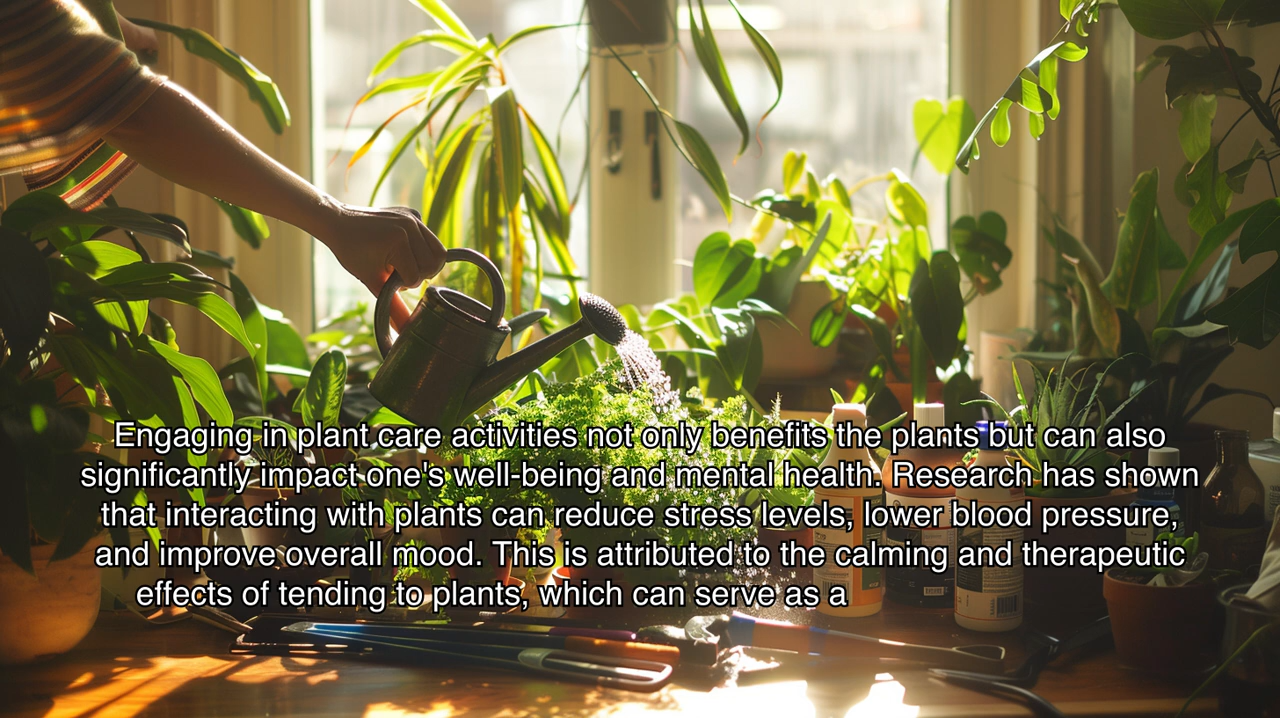 Engaging in plant care activities not only benefits the plants but can also
significantly impact one's well-being and mental health. Research has shown
that interacting with plants can reduce stress levels, lower blood pressure,
and improve overall mood. This is attributed to the calming and therapeutic
effects of tending to plants, which can serve as a